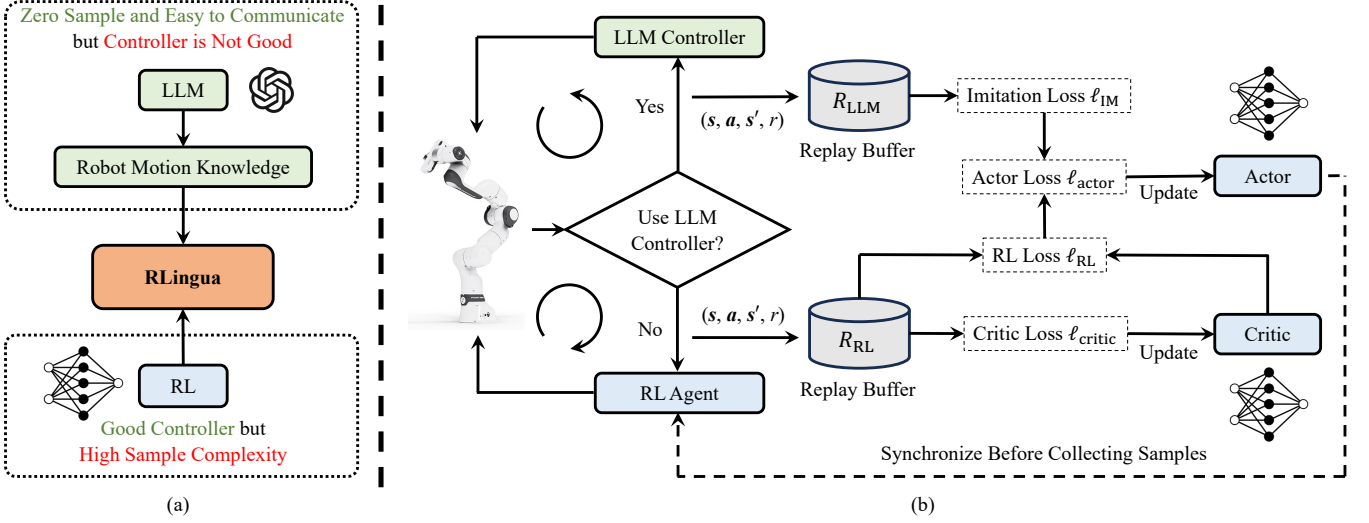 Zero Sample and Easy to Communicate
but Controller is Not Good
LLM
Robot Motion Knowledge
RLingua
RL
Good Controller but
High Sample Complexity
(a)
LLM Controller
Yes
(s, a, s′, r)
R_LLM
Replay Buffer
Imitation Loss ℓ_IM
Actor Loss ℓ_actor
Update
Actor
Use LLM
Controller?
RL Loss ℓ_RL
No
(s, a, s′, r)
R_RL
Replay Buffer
Critic Loss ℓ_critic
Update
Critic
RL Agent
Synchronize Before Collecting Samples
(b)